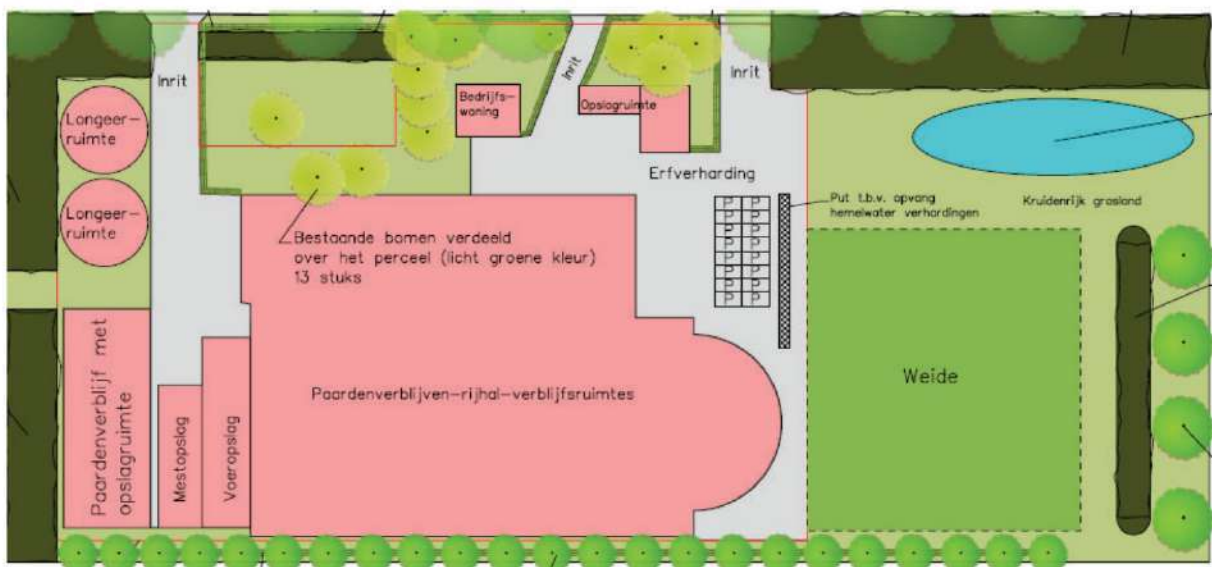 Inrit
Inrit
Inrit
Longeer-
ruimte
Bedrijfs-
woning
Opslagruimte
Longeer-
ruimte
Erfverharding
Put t.b.v. opvang
hemelwater verhardingen
Kruidenrijk grasland
Bestaande bomen verdeeld
over het perceel (licht groene kleur)
13 stuks
P P
P P
P P
P P
P P
P P
P P
P P
Paardenverblijf met
opslagruimte
Mestopslag
Voeropslag
Paardenverblijven-rijhal-verblijfsruimtes
Weide